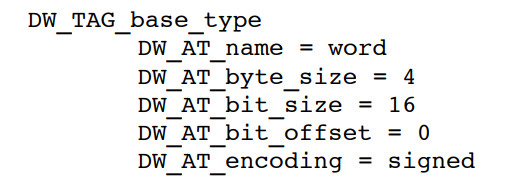 DW_TAG_base_type
DW_AT_name = word
DW_AT_byte_size = 4
DW_AT_bit_size = 16
DW_AT_bit_offset = 0
DW_AT_encoding = signed